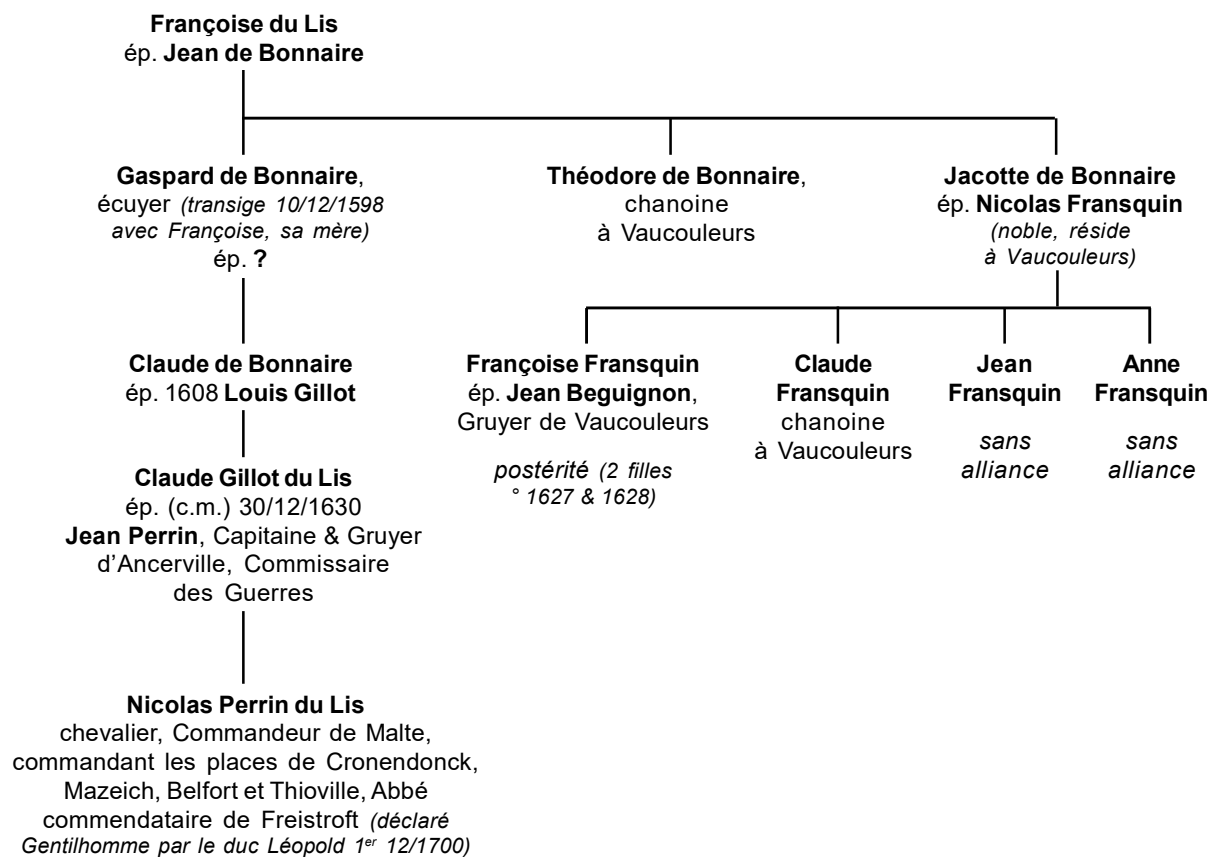 Françoise du Lis
ép. Jean de Bonnaire
Gaspard de Bonnaire,
écuyer (transige 10/12/1598
avec Françoise, sa mère)
ép. ?
Théodore de Bonnaire,
chanoine
à Vaucouleurs
Jacotte de Bonnaire
ép. Nicolas Fransquin
(noble, réside
à Vaucouleurs)
Claude de Bonnaire
ép. 1608 Louis Gillot
Françoise Fransquin
ép. Jean Beguignon,
Gruyer de Vaucouleurs
postérité (2 filles
° 1627 & 1628)
Claude
Fransquin
chanoine
à Vaucouleurs
Jean
Fransquin
sans
alliance
Anne
Fransquin
sans
alliance
Claude Gillot du Lis
ép. (c.m.) 30/12/1630
Jean Perrin, Capitaine & Gruyer
d'Ancerville, Commissaire
des Guerres
Nicolas Perrin du Lis
chevalier, Commandeur de Malte,
commandant les places de Cronendonck,
Mazeich, Belfort et Thioville, Abbé
commendataire de Freistroft (déclaré
Gentilhomme par le duc Léopold 1er 12/1700)